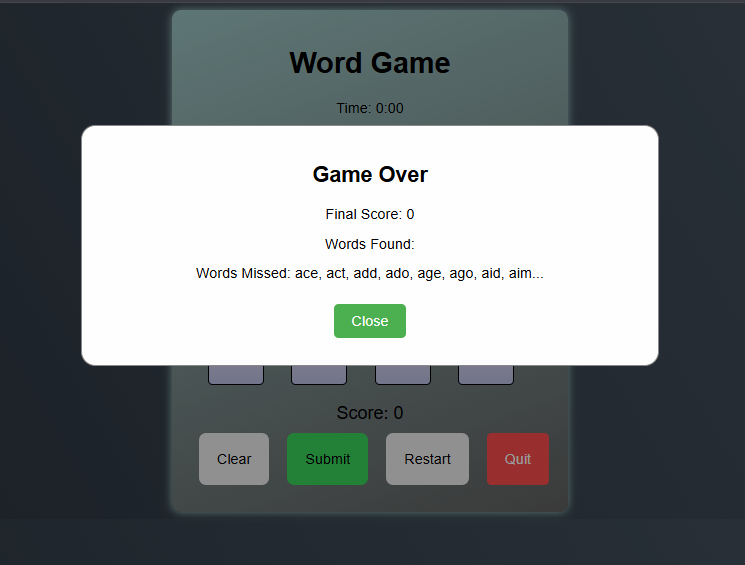 Word Game
Time: 0:00
Game Over
Final Score: 0
Words Found:
Words Missed: ace, act, add, ado, age, ago, aid, aim...
Close
Score: 0
Clear Submit Restart Quit